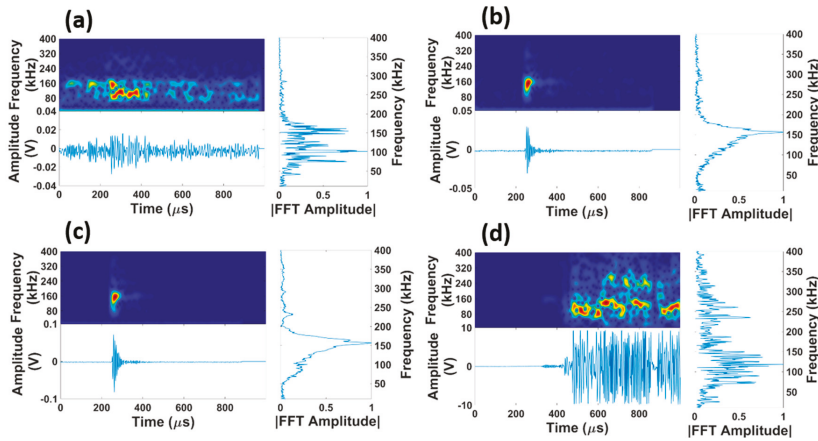 (a)
400
320
240
160
80
Frequency
(kHz)
0.04
0.02
0
-0.02
-0.04
Amplitude
(V)
0 200 400 600 800
Time (μs)
400
350
300
250
200
150
100
50
Frequency (kHz)
0 0.5 1
|FFT Amplitude|
(b)
400
320
240
160
80
Frequency
(kHz)
0.05
0
-0.05
Amplitude
(V)
0 200 400 600 800
Time (μs)
400
350
300
250
200
150
100
50
Frequency (kHz)
0 0.5 1
|FFT Amplitude|
(c)
400
320
240
160
80
Frequency
(kHz)
0.1
0
-0.1
Amplitude
(V)
0 200 400 600 800
Time (μs)
400
350
300
250
200
150
100
50
Frequency (kHz)
0 0.5 1
|FFT Amplitude|
(d)
400
320
240
160
80
Frequency
(kHz)
10
0
-10
Amplitude
(V)
0 200 400 600 800
Time (μs)
400
350
300
250
200
150
100
50
Frequency (kHz)
0 0.5 1
|FFT Amplitude|